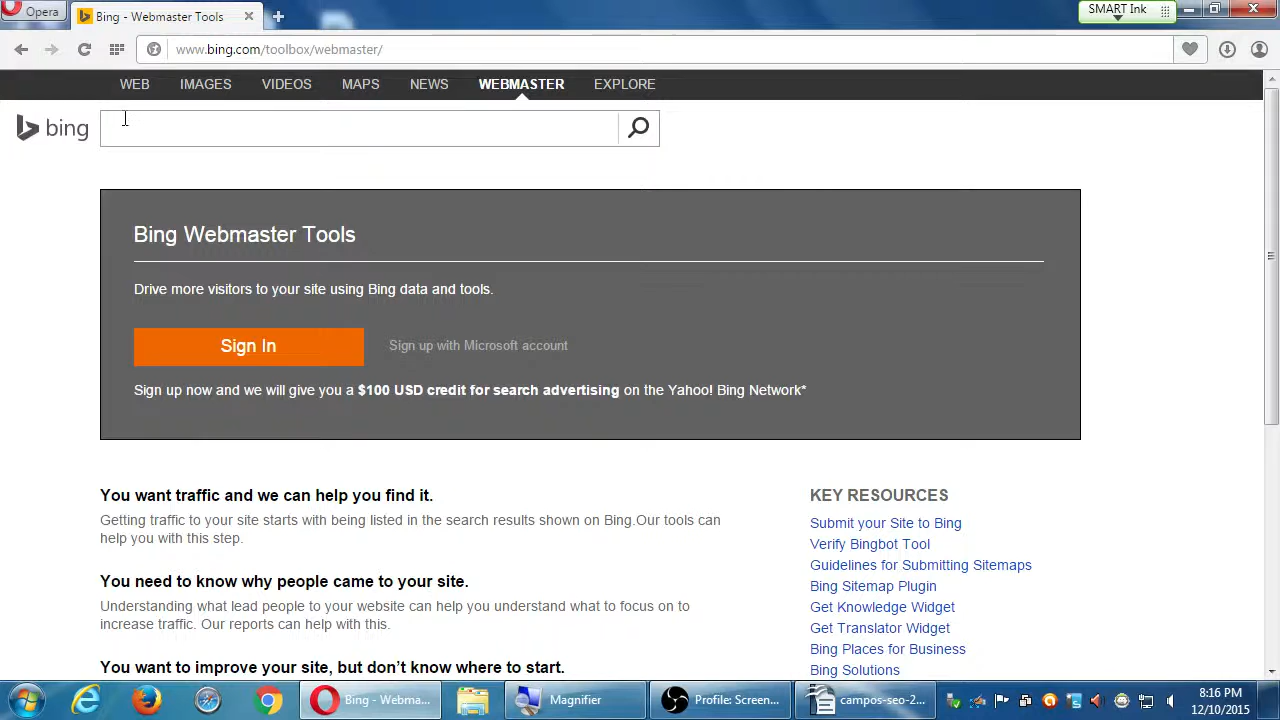 Opera
Bing - Webmaster Tools
SMART Ink
www.bing.com/toolbox/webmaster/
WEB IMAGES VIDEOS MAPS NEWS WEBMASTER EXPLORE
bing
Bing Webmaster Tools
Drive more visitors to your site using Bing data and tools.
Sign In Sign up with Microsoft account
Sign up now and we will give you a $100 USD credit for search advertising on the Yahoo! Bing Network*
You want traffic and we can help you find it.
Getting traffic to your site starts with being listed in the search results shown on Bing.Our tools can
help you with this step.
You need to know why people came to your site.
Understanding what lead people to your website can help you understand what to focus on to
increase traffic. Our reports can help with this.
You want to improve your site, but don’t know where to start.
KEY RESOURCES
Submit your Site to Bing
Verify Bingbot Tool
Guidelines for Submitting Sitemaps
Bing Sitemap Plugin
Get Knowledge Widget
Get Translator Widget
Bing Places for Business
Bing Solutions
Bing - Webma...
Magnifier
Profile: Screen...
campos-seo-2...
8:16 PM
12/10/2015